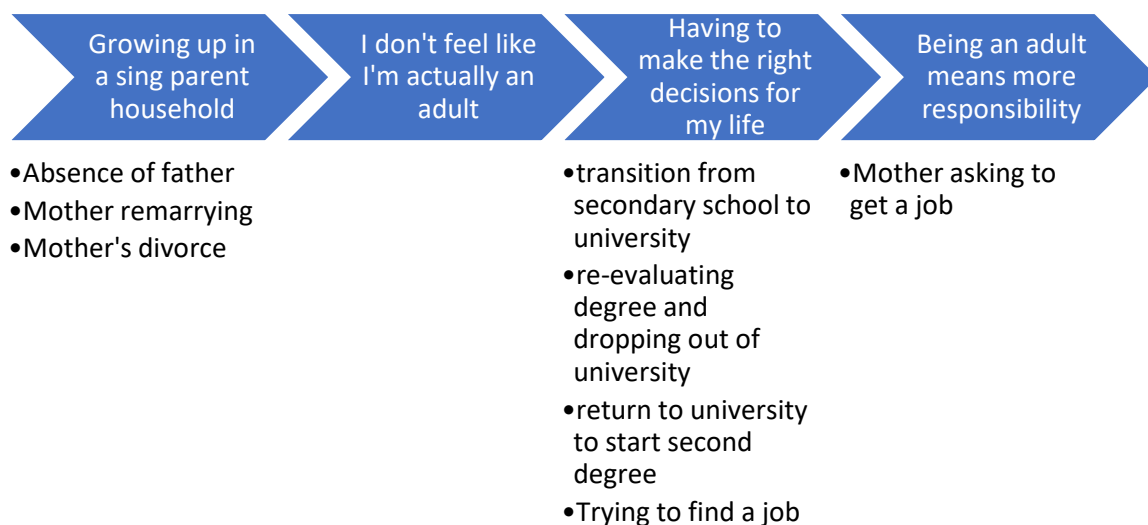 Growing up in
a sing parent
household
•Absence of father
•Mother remarrying
•Mother's divorce
I don't feel like
I'm actually an
adult
Having to
make the right
decisions for
my life
•transition from
secondary school to
university
•re-evaluating
degree and
dropping out of
university
•return to university
to start second
degree
•Trying to find a job
Being an adult
means more
responsibility
•Mother asking to
get a job